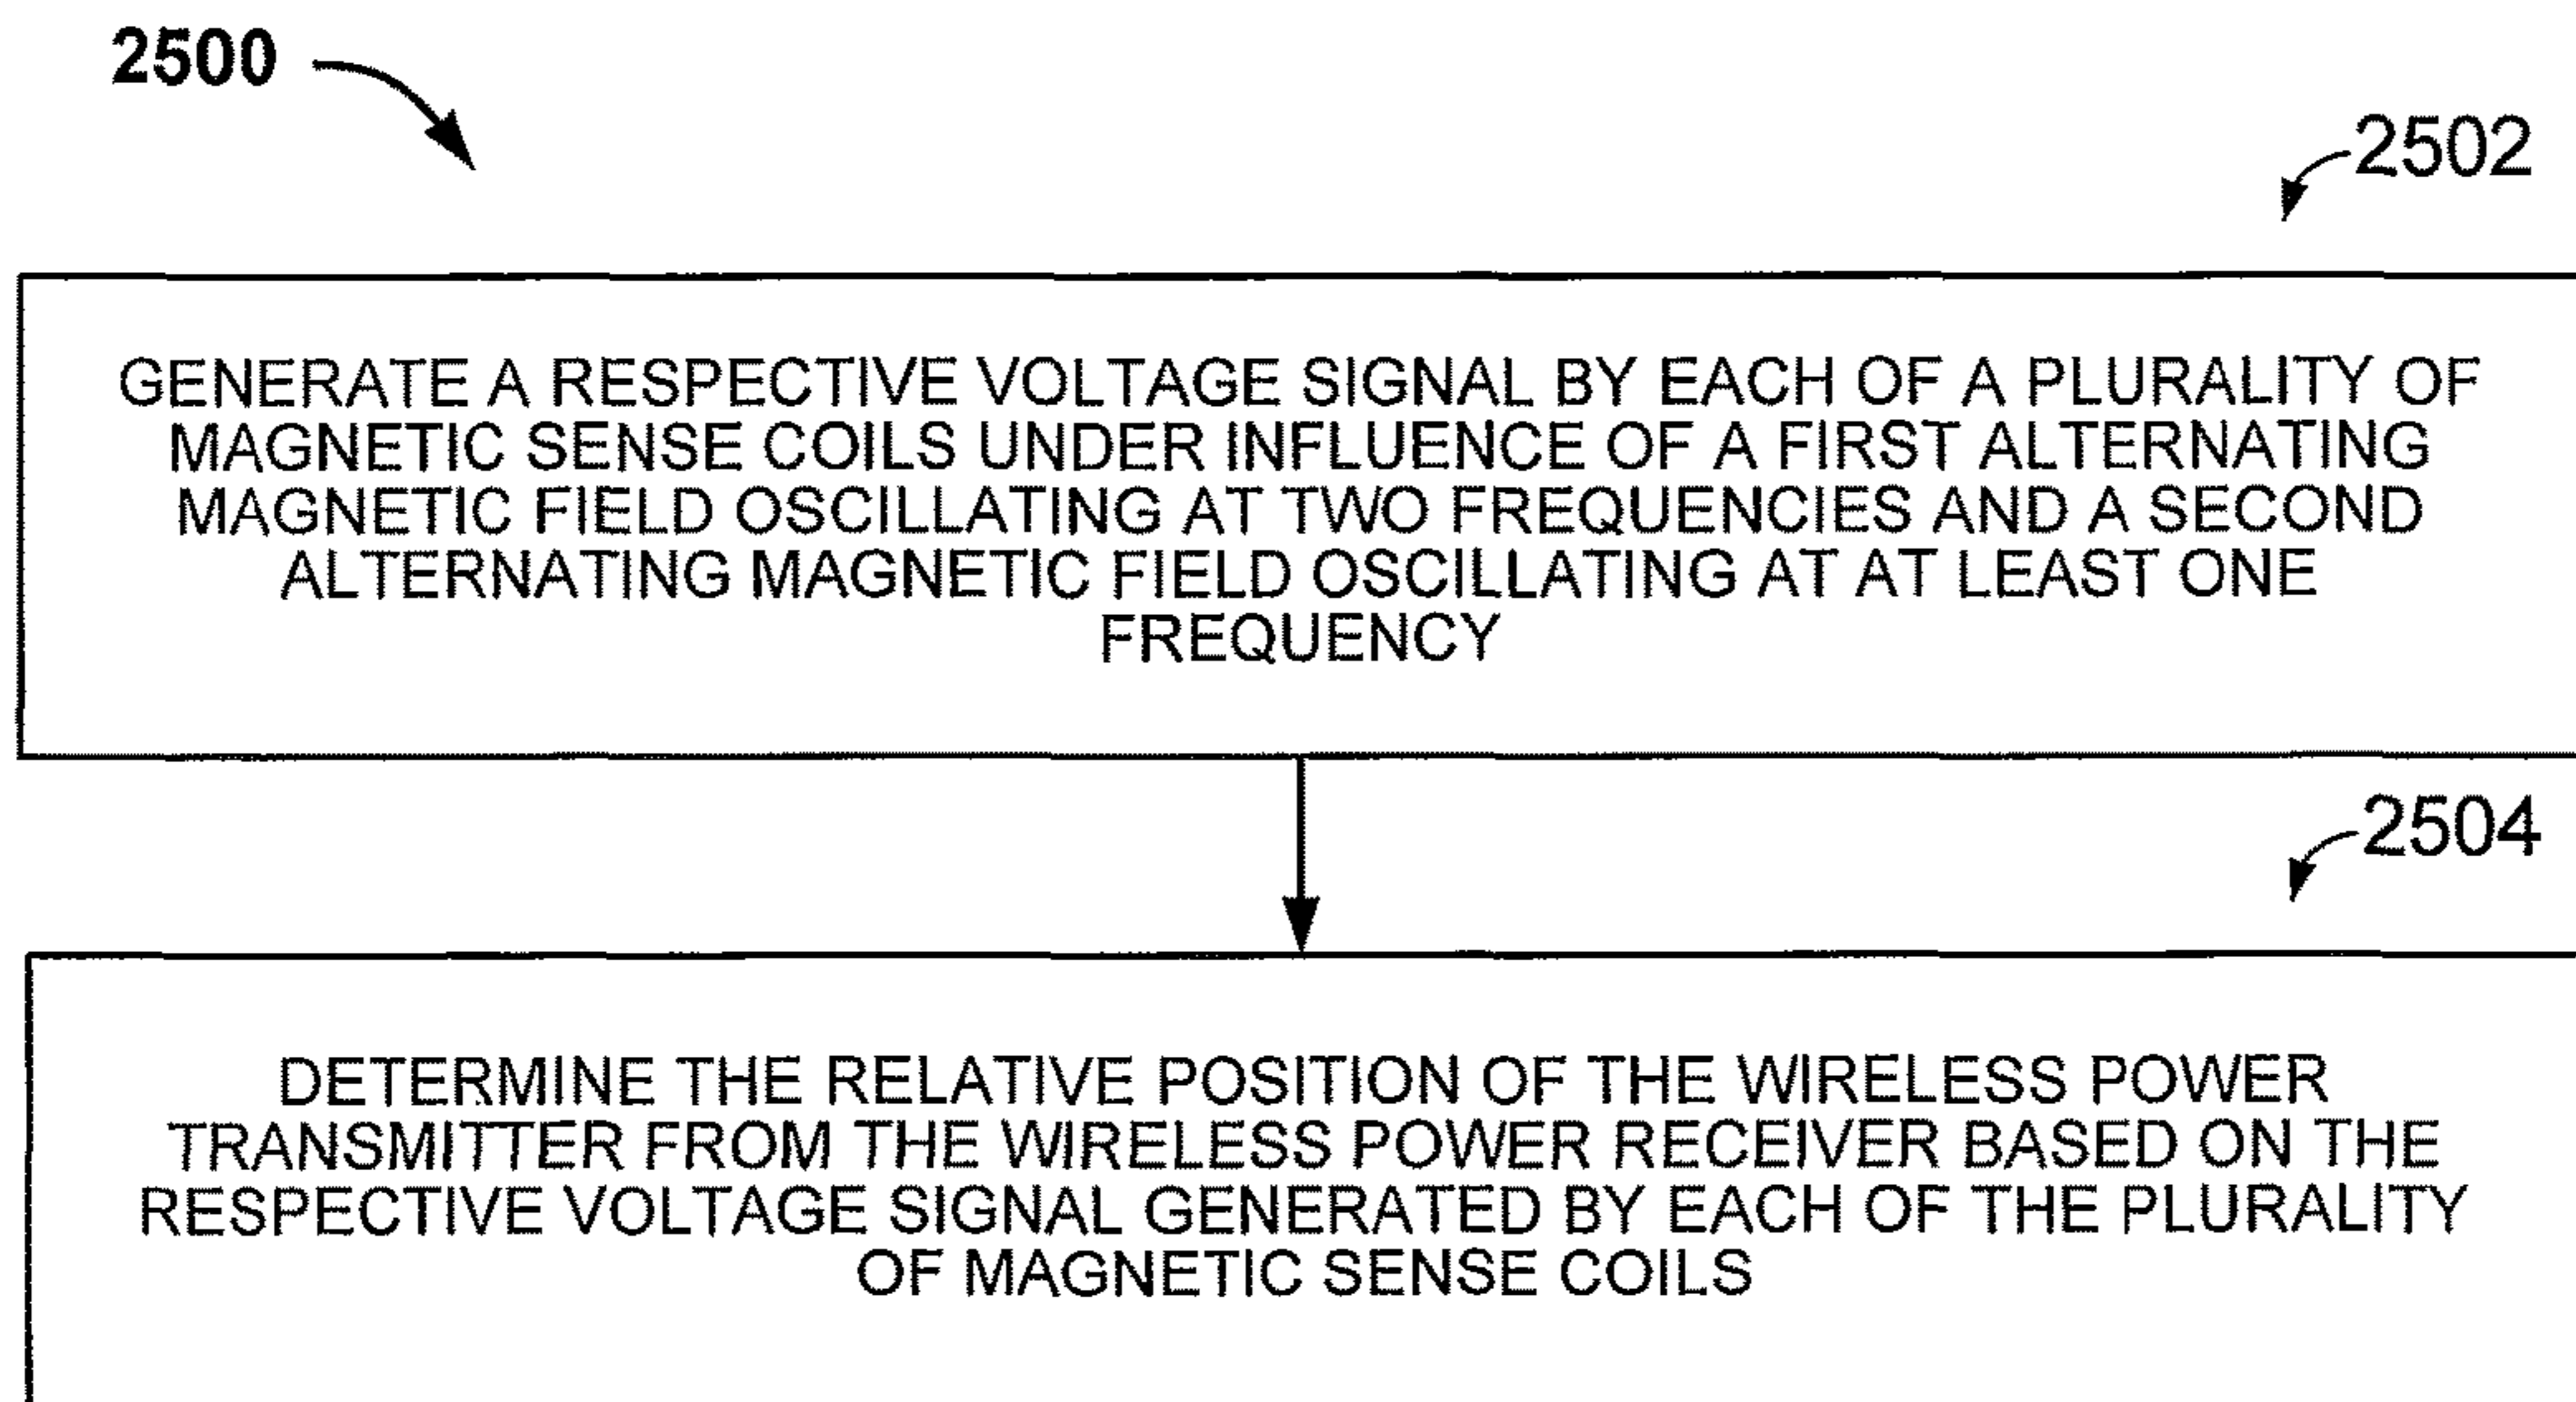 2500
2502
GENERATE A RESPECTIVE VOLTAGE SIGNAL BY EACH OF A PLURALITY OF
MAGNETIC SENSE COILS UNDER INFLUENCE OF A FIRST ALTERNATING
MAGNETIC FIELD OSCILLATING AT TWO FREQUENCIES AND A SECOND
ALTERNATING MAGNETIC FIELD OSCILLATING AT AT LEAST ONE
FREQUENCY
2504
DETERMINE THE RELATIVE POSITION OF THE WIRELESS POWER
TRANSMITTER FROM THE WIRELESS POWER RECEIVER BASED ON THE
RESPECTIVE VOLTAGE SIGNAL GENERATED BY EACH OF THE PLURALITY
OF MAGNETIC SENSE COILS